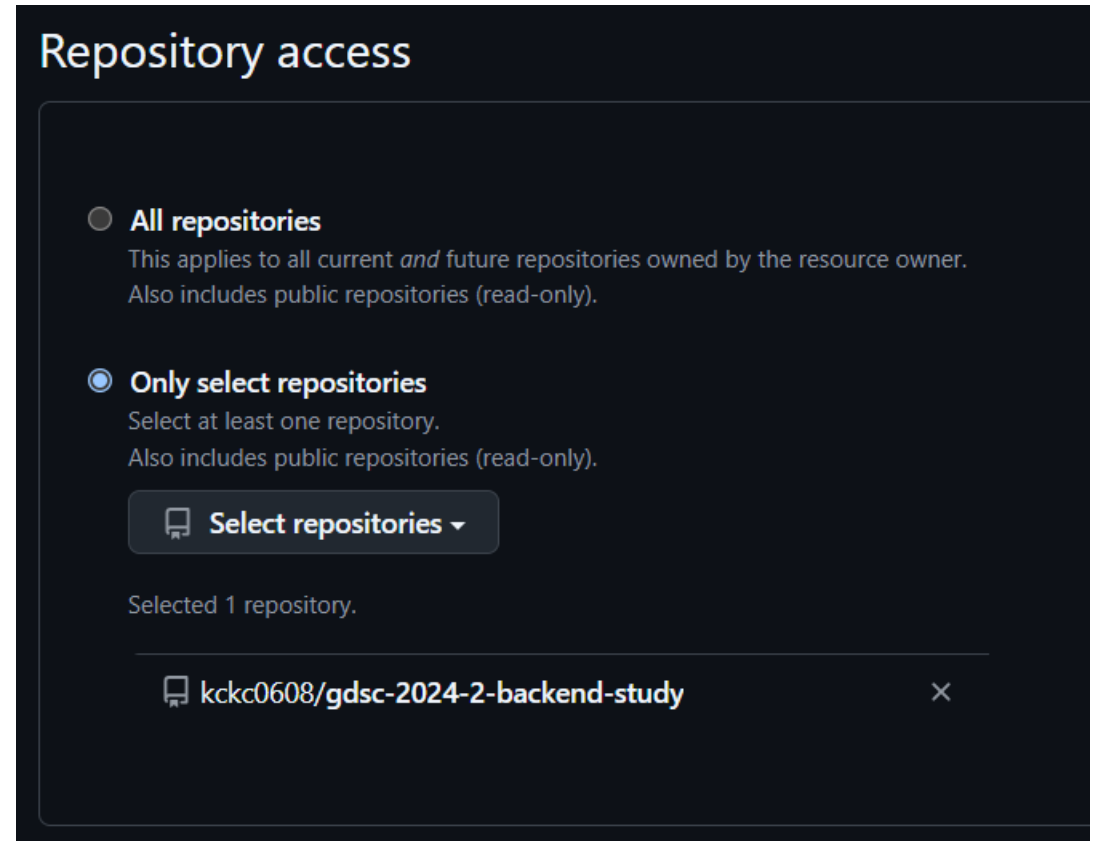 Repository access
All repositories
This applies to all current and future repositories owned by the resource owner.
Also includes public repositories (read-only).
Only select repositories
Select at least one repository.
Also includes public repositories (read-only).
Select repositories
Selected 1 repository.
kckc0608/gdsc-2024-2-backend-study